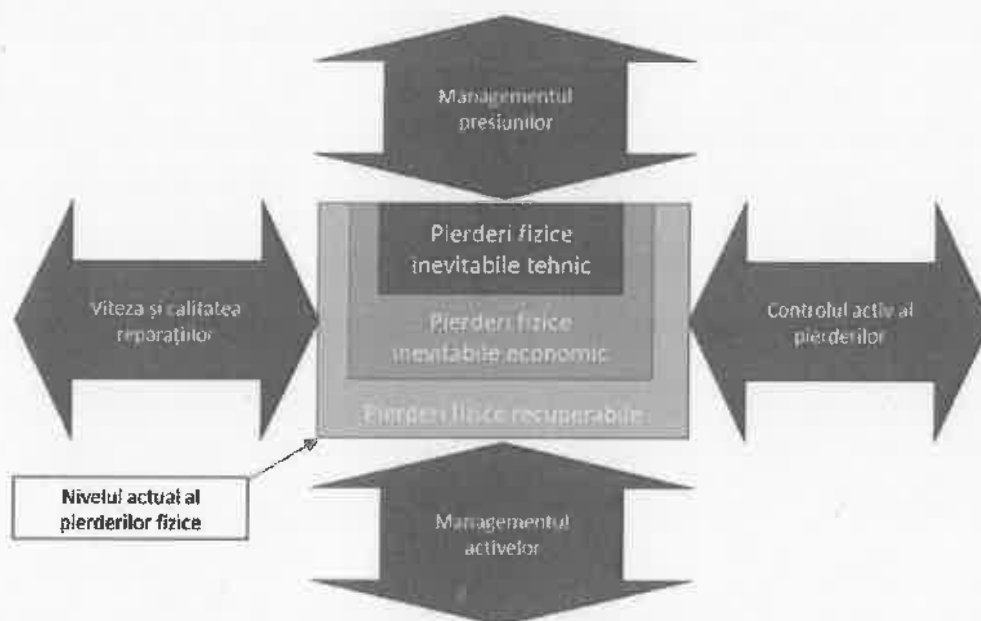 Managementul
presiunilor
Pierderi fizice
inevitabile tehnic
Viteza și calitatea
reparațiilor
Pierderi fizice
inevitabile economic
Controlul activ al
pierderilor
Pierderi fizice recuperabile
Nivelul actual al
pierderilor fizice
Managementul
activelor